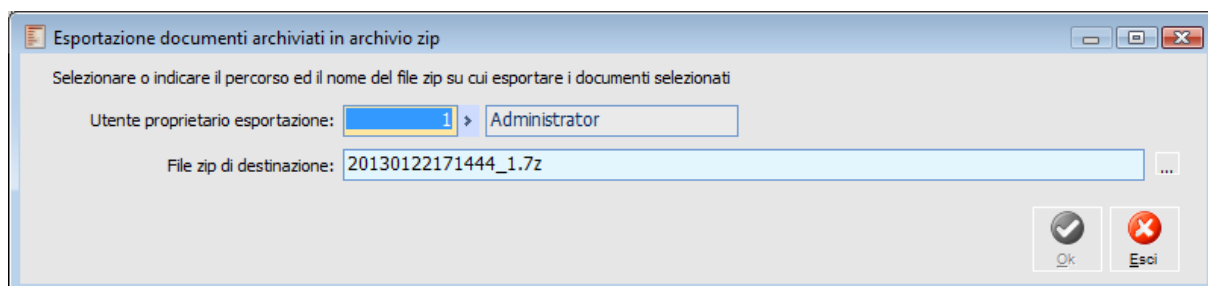 Esportazione documenti archiviati in archivio zip
Selezionare o indicare il percorso ed il nome del file zip su cui esportare i documenti selezionati
Utente proprietario esportazione: 1 Administrator
File zip di destinazione: 20130122171444_1.7z ...
Ok Esci